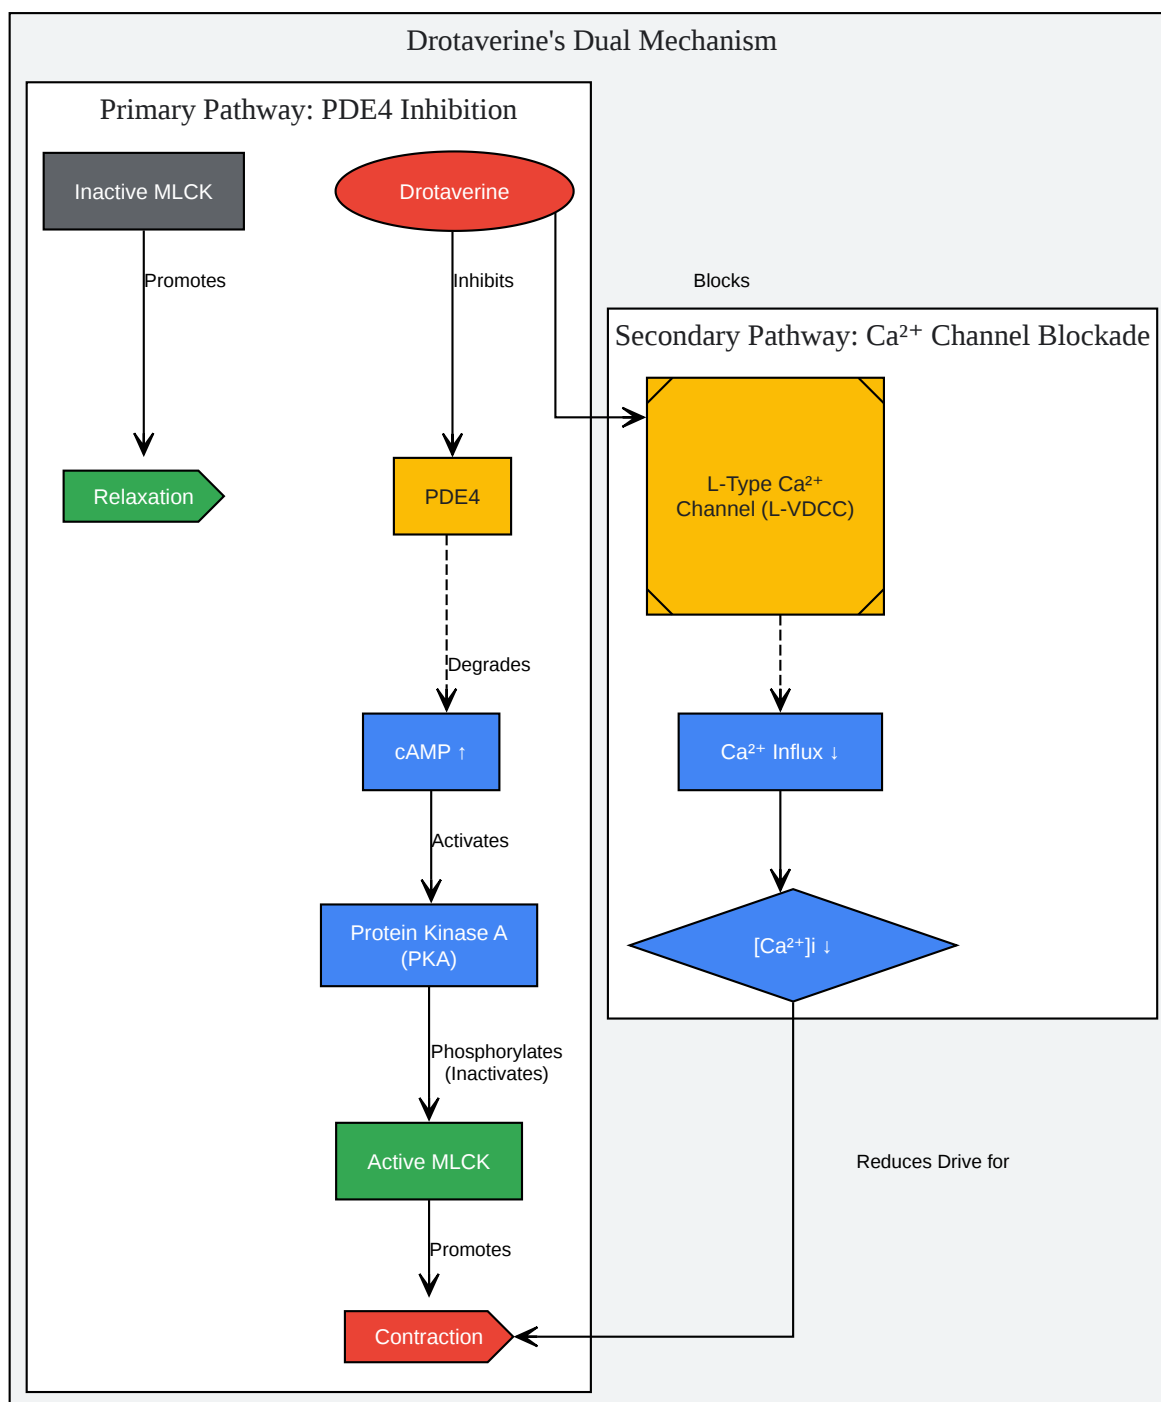 Drotaverine's Dual Mechanism
Primary Pathway: PDE4 Inhibition
Inactive MLCK
Drotaverine
Promotes
Inhibits
Blocks
Secondary Pathway: Ca²⁺ Channel Blockade
Relaxation
PDE4
L-Type Ca²⁺
Channel (L-VDCC)
Degrades
cAMP ↑
Ca²⁺ Influx ↓
Activates
Protein Kinase A
(PKA)
[Ca²⁺]i ↓
Phosphorylates
(Inactivates)
Active MLCK
Reduces Drive for
Promotes
Contraction